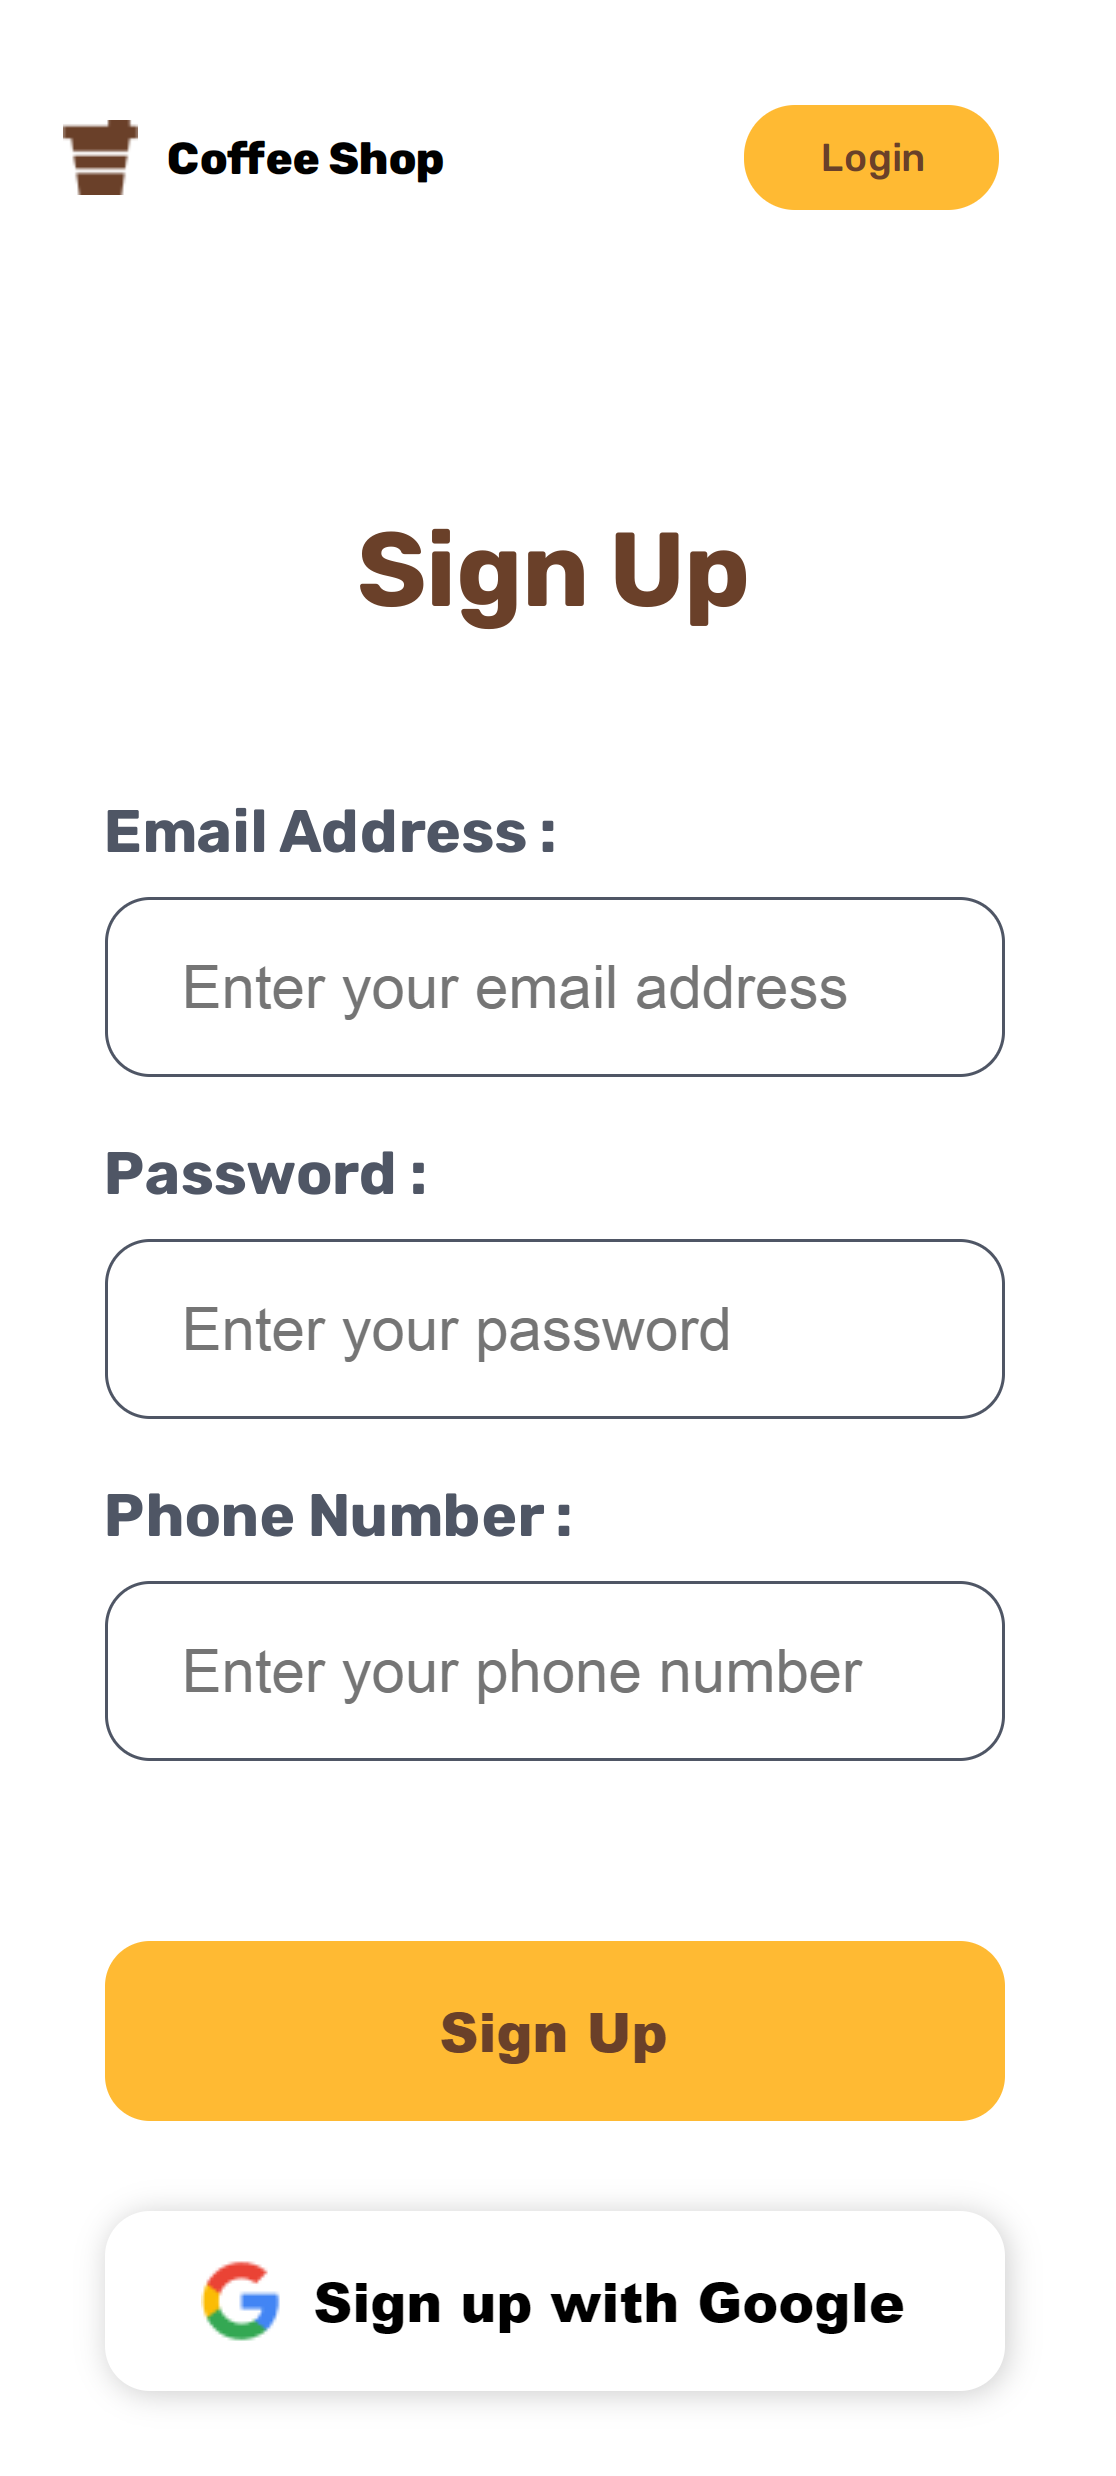 Coffee Shop
Login
Sign Up
Email Address :
Enter your email address
Password :
Enter your password
Phone Number :
Enter your phone number
Sign Up
Sign up with Google